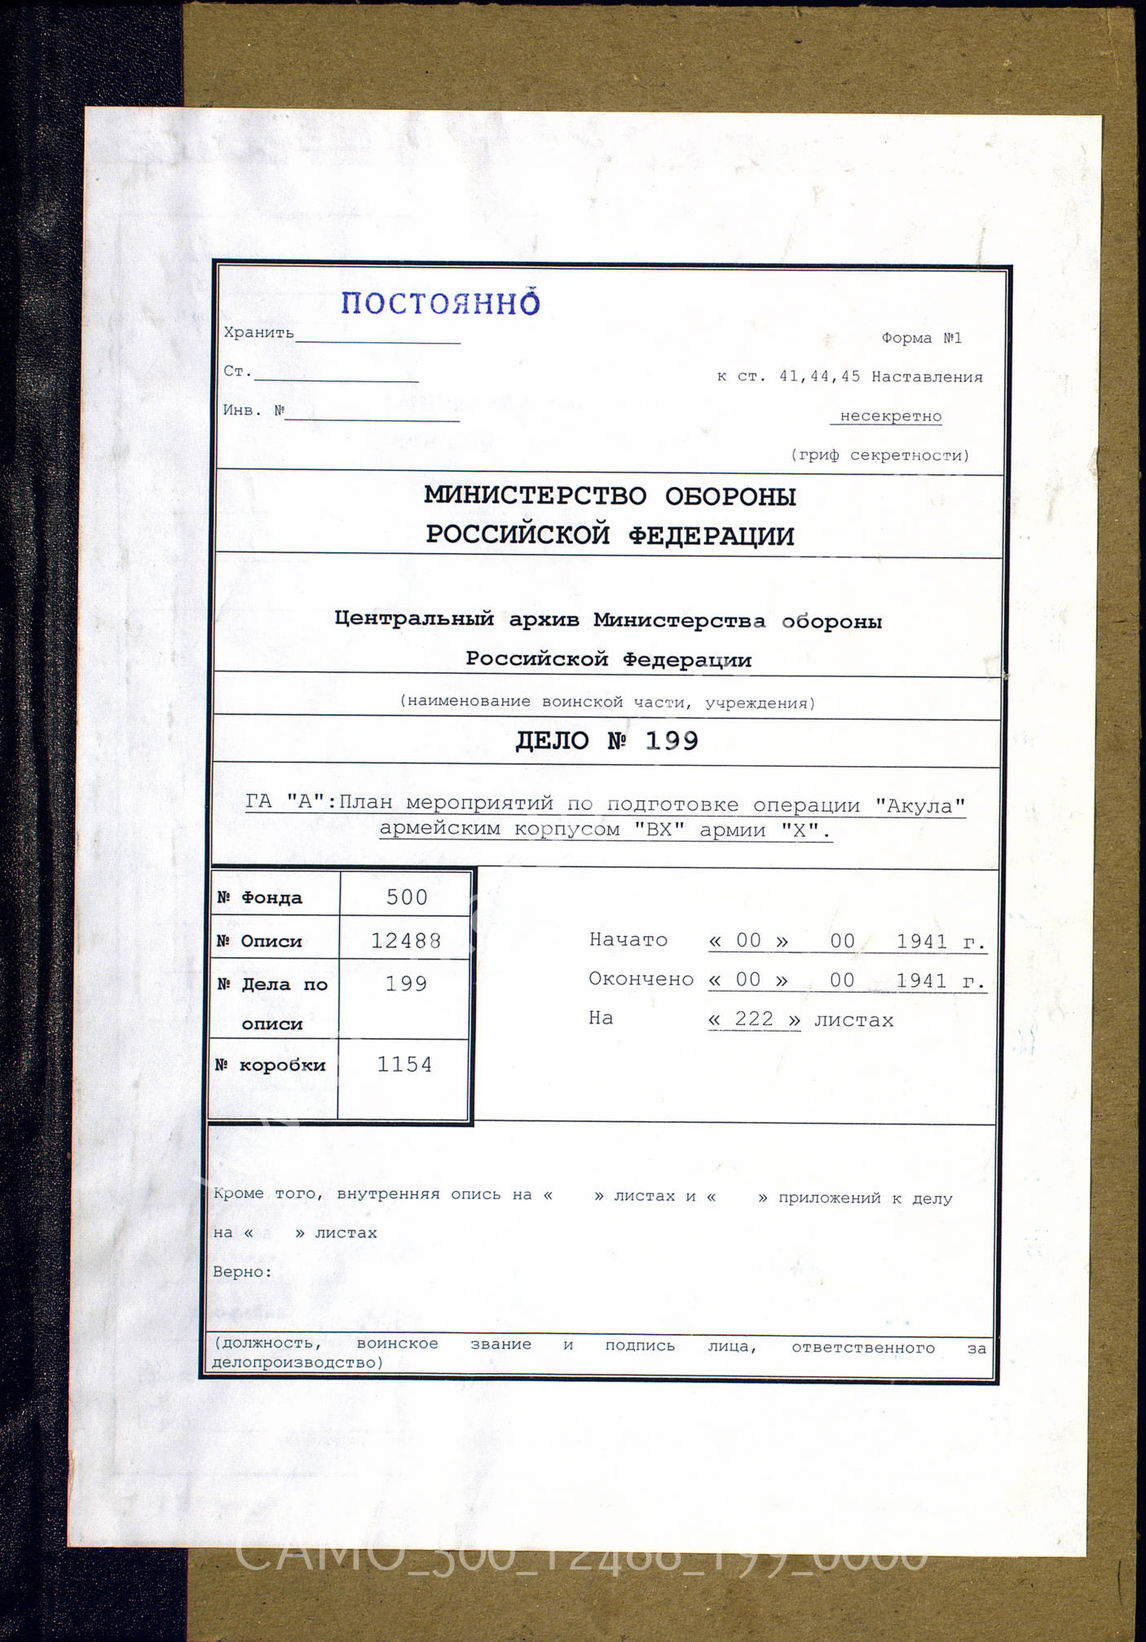 ПОСТОЯННО
Хранить
Форма №1
Ст.
к ст. 41,44,45 Наставления
Инв. №
несекретно
(гриф секретности)
МИНИСТЕРСТВО ОБОРОНЫ
РОССИЙСКОЙ ФЕДЕРАЦИИ
Центральный архив Министерства обороны
Российской Федерации
(наименование воинской части, учреждения)
ДЕЛО № 199
ГА "А":План мероприятий по подготовке операции "Акула"
армейским корпусом "ВХ" армии "Х".
№ Фонда 500
№ Описи 12488
№ Дела по 199
описи
№ коробки 1154
Начато « 00 » 00 1941 г.
Окончено « 00 » 00 1941 г.
На « 222 » листах
Кроме того, внутренняя опись на « » листах и « » приложений к делу
на « » листах
Верно:
(должность, воинское звание и подпись лица, ответственного за
делопроизводство)
CAMO_500_12488_199_0000